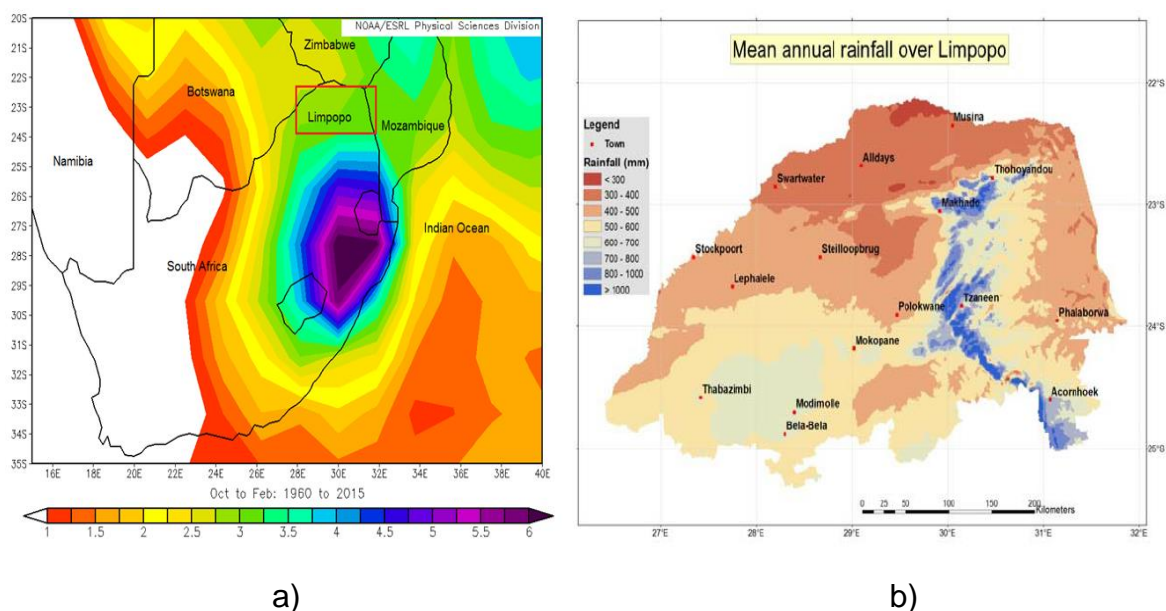 NOAA/ESRL Physical Sciences Division
20S
21S
22S
23S
24S
25S
26S
28S
29S
30S
31S
32S
34S
35S
Zimbabwe
Botswana
Limpopo
Mozambique
Namibia
Indian Ocean
South Africa
16E 18E 20E 22E 24E 26E 28E 30E 32E 34E 36E 38E 40E
Oct to Feb: 1960 to 2015
1 1.5 2 2.5 3 3.5 4 4.5 5 5.5 6
a)
Mean annual rainfall over Limpopo
Legend
Town
Rainfall (mm)
< 300
300 - 400
400 - 500
500 - 600
600 - 700
700 - 800
800 - 1000
> 1000
Musina
Alldays
Swartwater
Thohoyandou
Makhado
Stockpoort
Steilloopbrug
Lephalele
Tzaneen
Polokwane
Phalaborwa
Mokopane
Thabazimbi
Modimolle
Acornhoek
Bela-Bela
22°S
23°S
24°S
0 25 50 100 150 200
Kilometers
27°E 28°E 29°E 30°E 31°E 32°E
b)